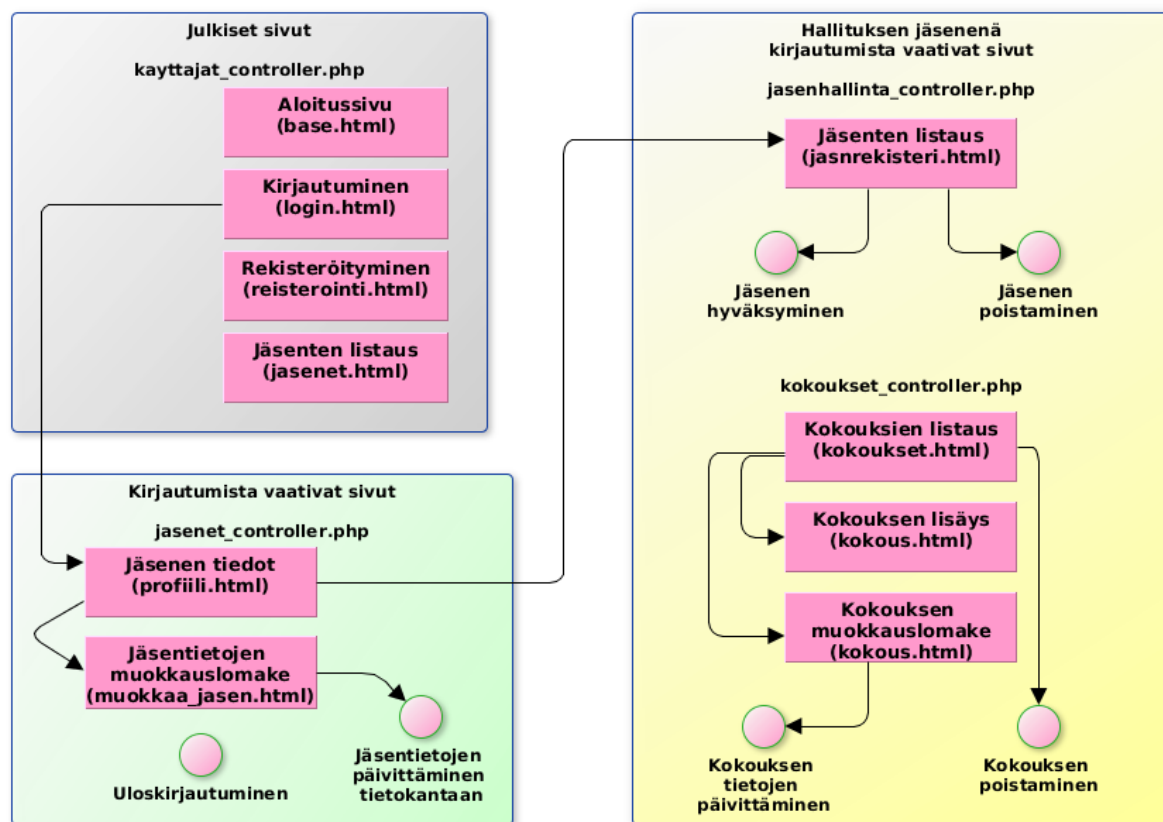 Julkiset sivut
kayttajat_controller.php
Aloitussivu
(base.html)
Kirjautuminen
(login.html)
Rekisteröityminen
(reisterointi.html)
Jäsenten listaus
(jasenet.html)
Kirjautumista vaativat sivut
jasenet_controller.php
Jäsenen tiedot
(profiili.html)
Jäsentietojen
muokkauslomake
(muokkaa_jasen.html)
Uloskirjautuminen
Jäsentietojen
päivittäminen
tietokantaan
Hallituksen jäsenenä
kirjautumista vaativat sivut
jasenhallinta_controller.php
Jäsenten listaus
(jasnrekisteri.html)
Jäsenen
hyväksyminen
Jäsenen
poistaminen
kokoukset_controller.php
Kokouksien listaus
(kokoukset.html)
Kokouksen lisäys
(kokous.html)
Kokouksen
muokkauslomake
(kokous.html)
Kokouksen
tietojen
päivittäminen
Kokouksen
poistaminen